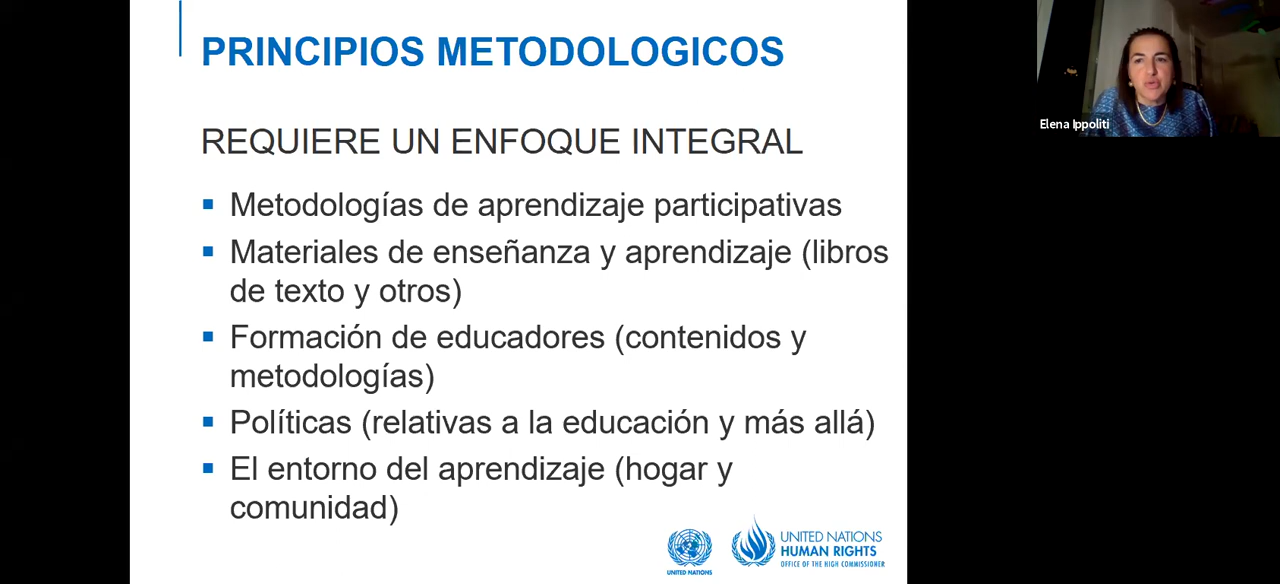 PRINCIPIOS METODOLOGICOS
REQUIERE UN ENFOQUE INTEGRAL
▪ Metodologías de aprendizaje participativas
▪ Materiales de enseñanza y aprendizaje (libros
de texto y otros)
▪ Formación de educadores (contenidos y
metodologías)
▪ Políticas (relativas a la educación y más allá)
▪ El entorno del aprendizaje (hogar y
comunidad)
UNITED NATIONS
UNITED NATIONS
HUMAN RIGHTS
OFFICE OF THE HIGH COMMISSIONER
Elena Ippoliti